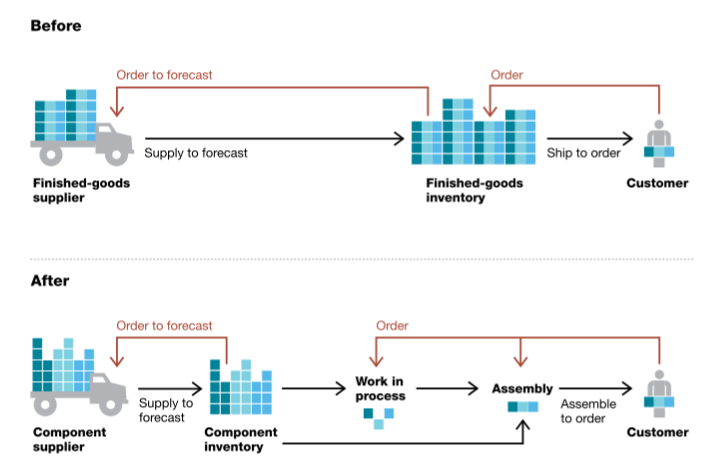 Before
Order to forecast
Order
Supply to forecast
Ship to order
Finished-goods
supplier
Finished-goods
inventory
Customer
After
Order to forecast
Order
Work in
process
Assembly
Supply to
forecast
Assemble
to order
Component
supplier
Component
inventory
Customer